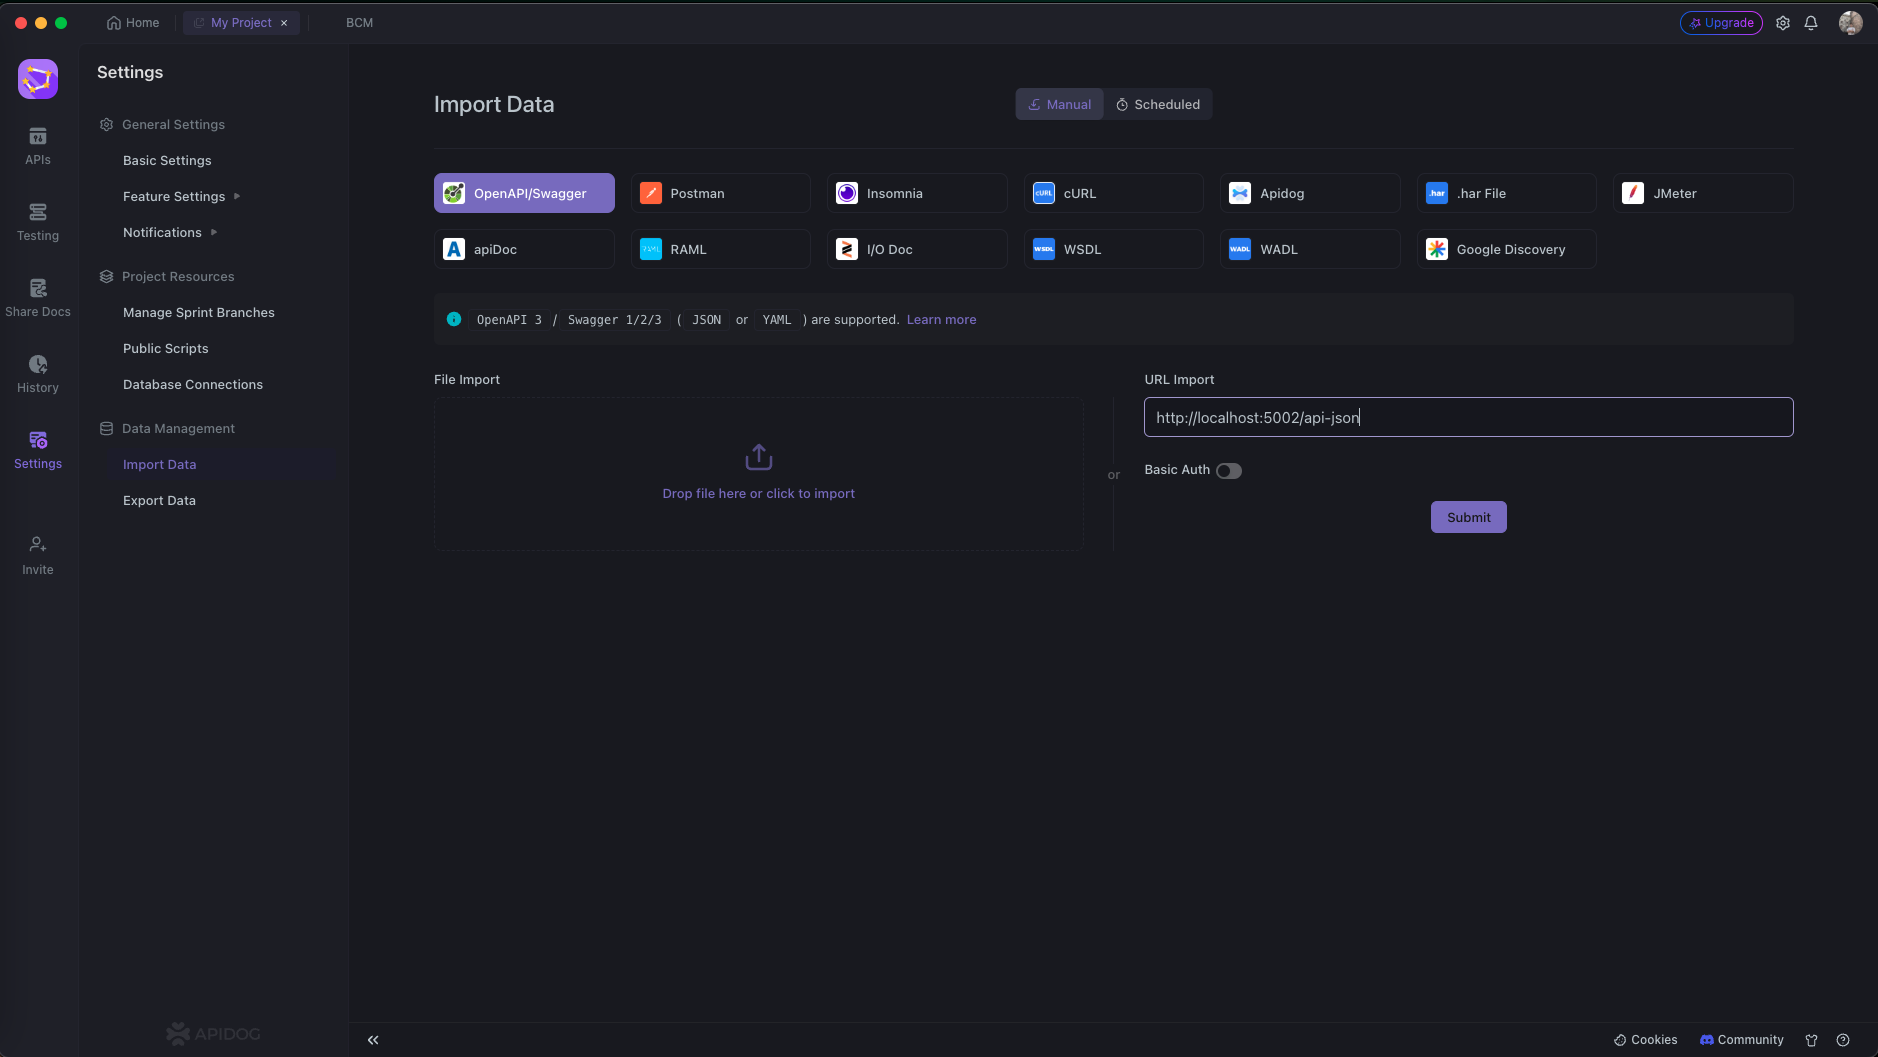 Home
My Project
BCM
Upgrade
APIs
Testing
Share Docs
History
Settings
Invite
Settings
General Settings
Basic Settings
Feature Settings
Notifications
Project Resources
Manage Sprint Branches
Public Scripts
Database Connections
Data Management
Import Data
Export Data
APIDOG
Import Data
Manual
Scheduled
OpenAPI/Swagger
Postman
Insomnia
cURL cURL
Apidog
.har .har File
JMeter
A apiDoc
RAML
I/O Doc
WSDL WSDL
WADL WADL
Google Discovery
OpenAPI 3 / Swagger 1/2/3 ( JSON or YAML ) are supported. Learn more
File Import
Drop file here or click to import
or
URL Import
http://localhost:5002/api-json
Basic Auth
Submit
Cookies
Community